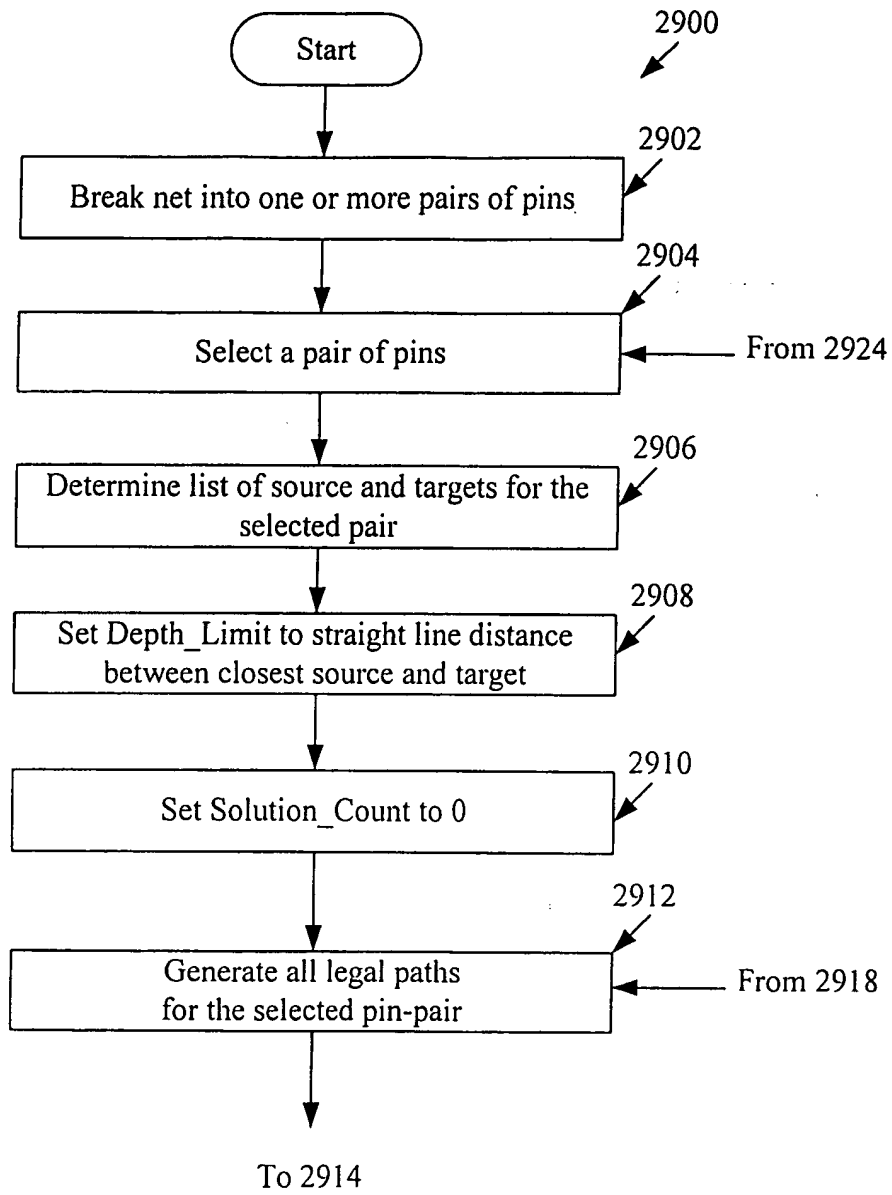 Start
2900
2902
Break net into one or more pairs of pins
2904
Select a pair of pins
From 2924
2906
Determine list of source and targets for the
selected pair
2908
Set Depth_Limit to straight line distance
between closest source and target
2910
Set Solution_Count to 0
2912
Generate all legal paths
for the selected pin-pair
From 2918
To 2914